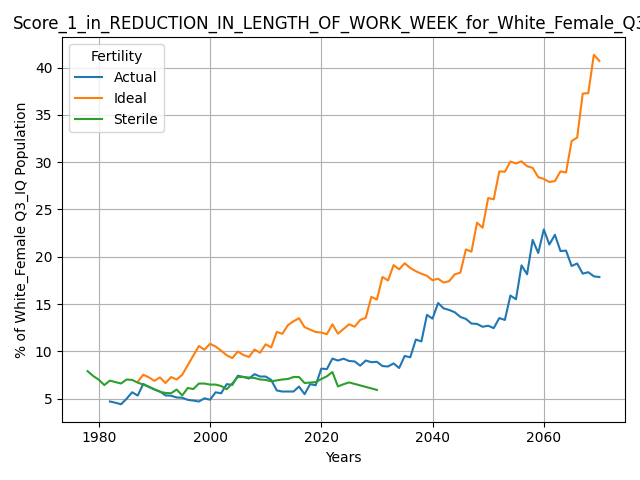 Score_1_in_REDUCTION_IN_LENGTH_OF_WORK_WEEK_for_White_Female_Q3
Fertility
Actual
Ideal
Sterile
% of White_Female Q3_IQ Population
40
35
30
25
20
15
10
5
1980 2000 2020 2040 2060
Years